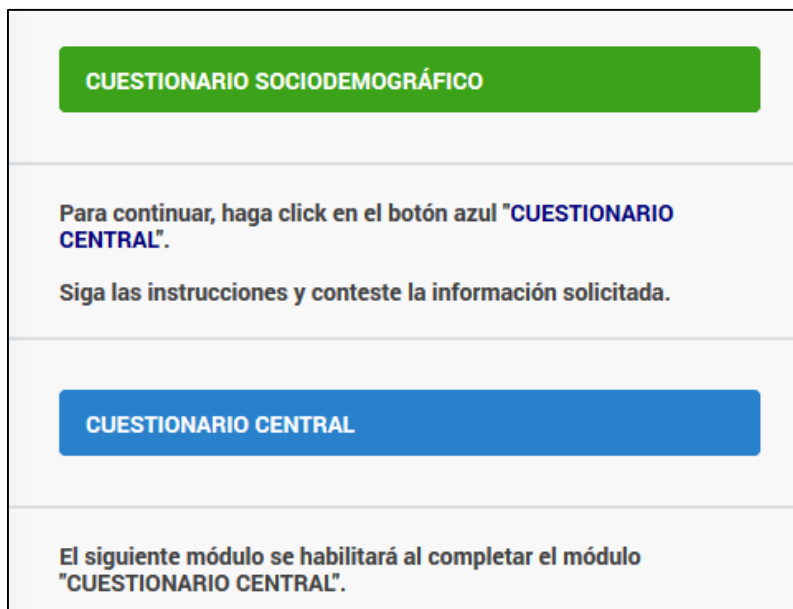 CUESTIONARIO SOCIODEMOGRÁFICO
Para continuar, haga click en el botón azul "CUESTIONARIO
CENTRAL".
Siga las instrucciones y conteste la información solicitada.
CUESTIONARIO CENTRAL
El siguiente módulo se habilitará al completar el módulo
"CUESTIONARIO CENTRAL".